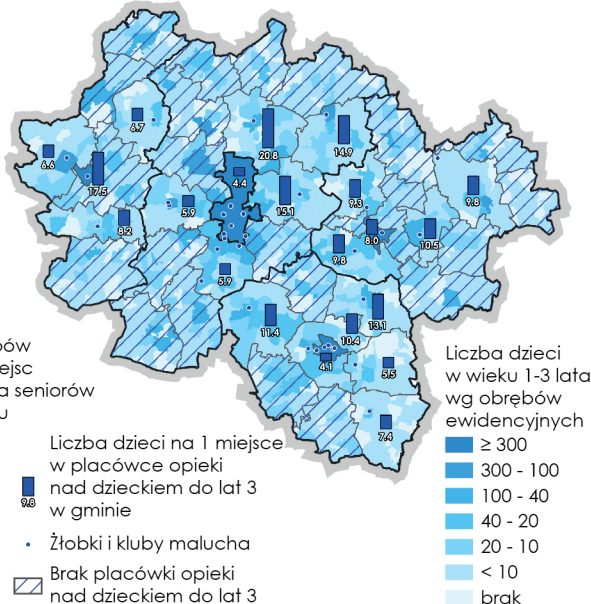 6.7
6.6
17.5
20.8
14.9
4.4
15.1
9.3
9.8
5.9
8.2
8.0
10.5
9.8
5.9
11.4
13.1
10.4
4.1
5.5
7.4
bów
ejsc
a seniorów
u
Liczba dzieci na 1 miejsce
w placówce opieki
nad dzieckiem do lat 3
w gminie
9.8
Żłobki i kluby malucha
Brak placówki opieki
nad dzieckiem do lat 3
Liczba dzieci
w wieku 1-3 lata
wg obrębów
ewidencyjnych
≥ 300
300 - 100
100 - 40
40 - 20
20 - 10
< 10
brak